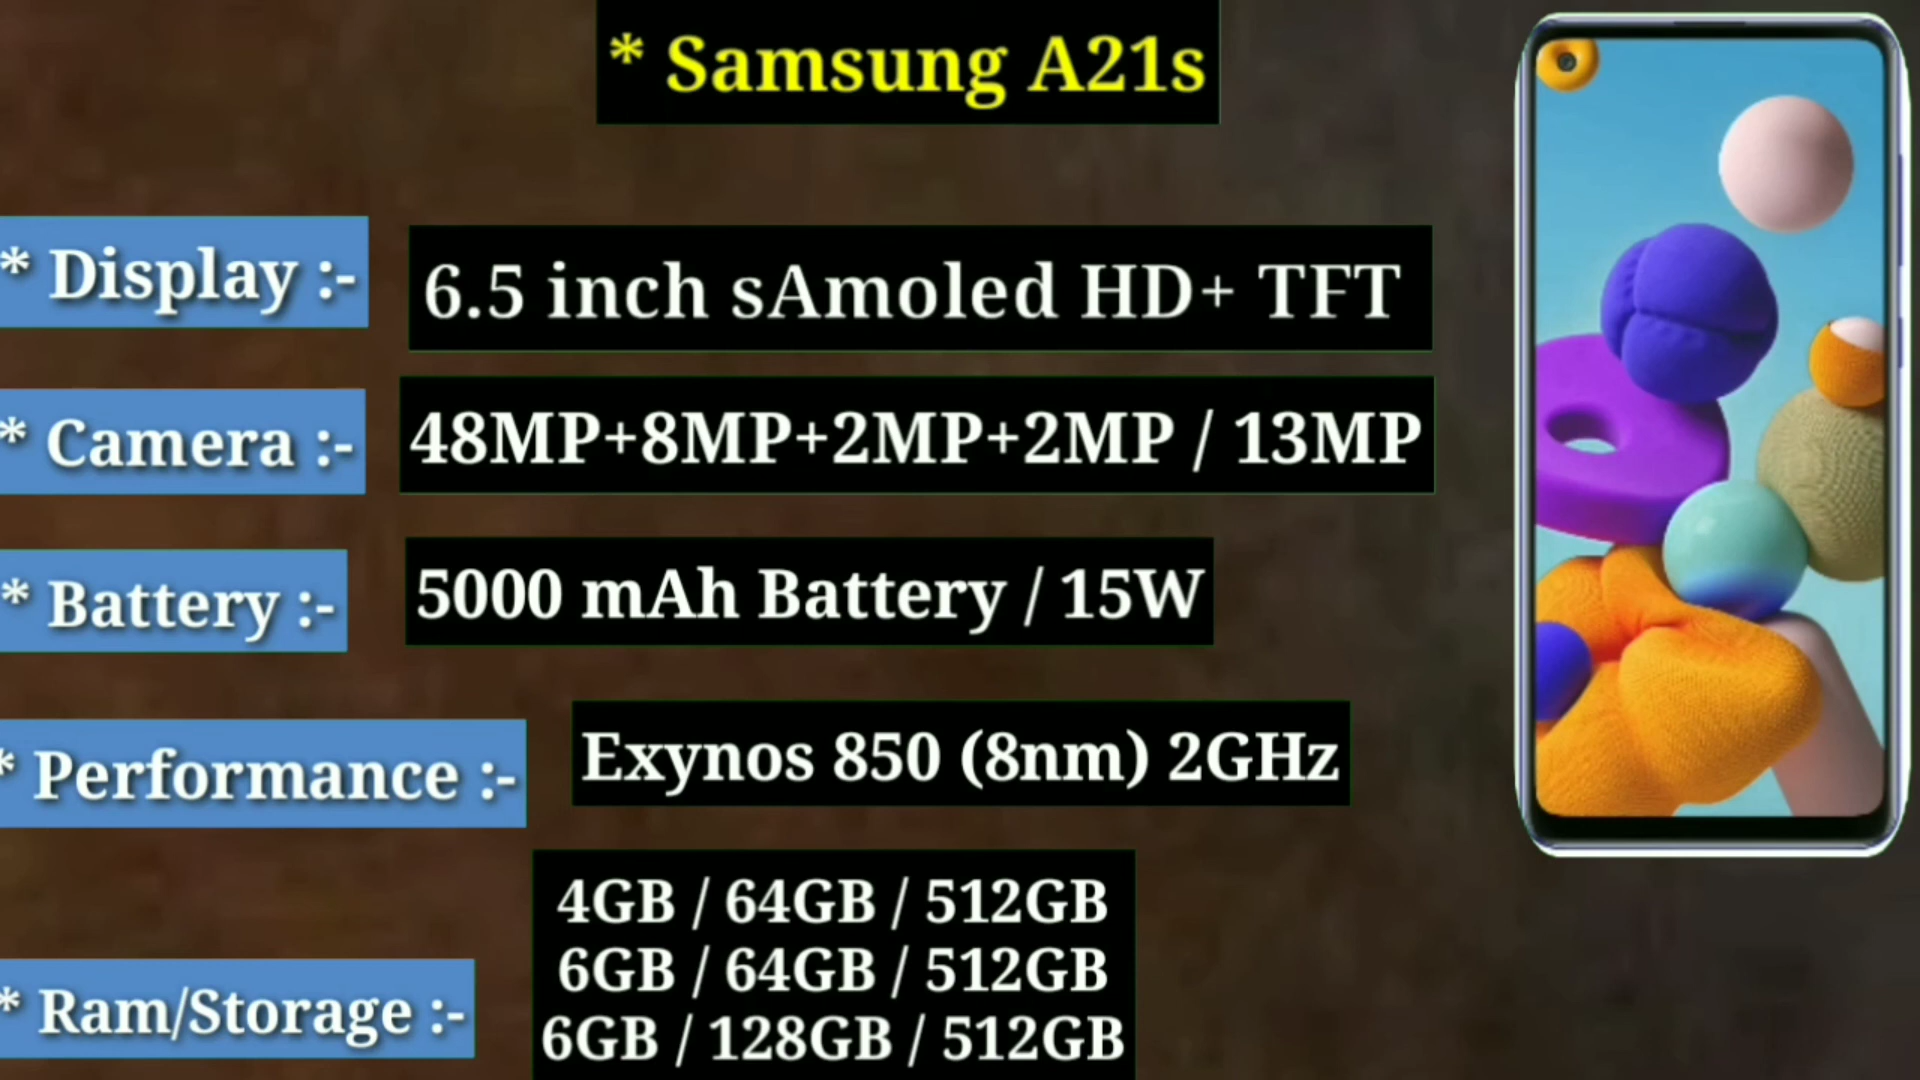 * Samsung A21s
* Display :- 6.5 inch sAmoled HD+ TFT
* Camera :- 48MP+8MP+2MP+2MP / 13MP
* Battery :- 5000 mAh Battery / 15W
* Performance :- Exynos 850 (8nm) 2GHz
4GB / 64GB / 512GB
6GB / 64GB / 512GB
* Ram/Storage :- 6GB / 128GB / 512GB